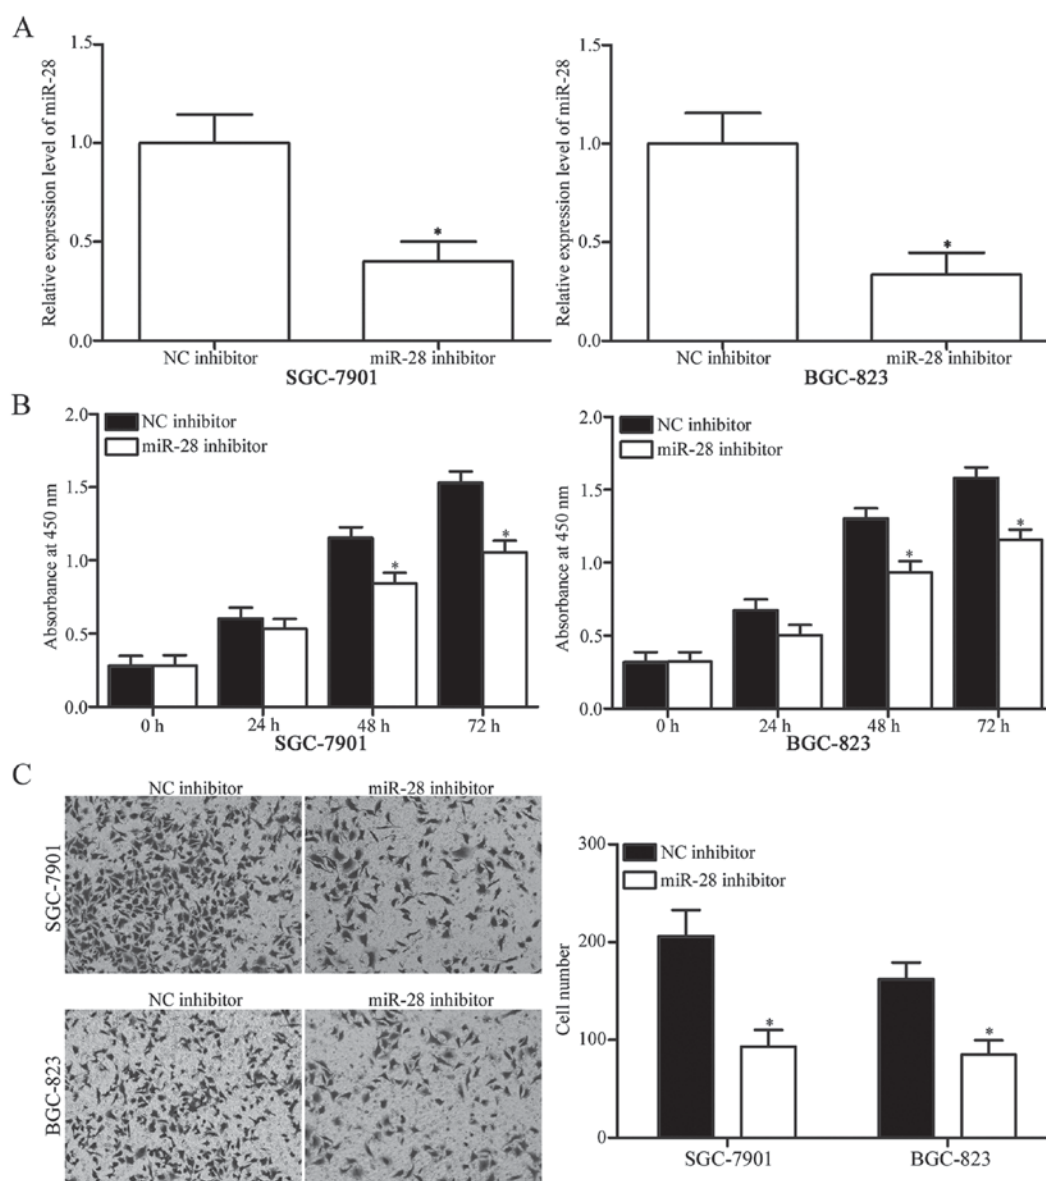 A
Relative expression level of miR-28
1.5
1.0
0.5
0.0
*
NC inhibitor
miR-28 inhibitor
SGC-7901
Relative expression level of miR-28
1.5
1.0
0.5
0.0
*
NC inhibitor
miR-28 inhibitor
BGC-823
B
Absorbance at 450 nm
2.0
1.5
1.0
0.5
0.0
NC inhibitor
miR-28 inhibitor
*
*
0 h
24 h
48 h
72 h
SGC-7901
Absorbance at 450 nm
2.0
1.5
1.0
0.5
0.0
NC inhibitor
miR-28 inhibitor
*
*
0 h
24 h
48 h
72 h
BGC-823
C
NC inhibitor
miR-28 inhibitor
SGC-7901
NC inhibitor
miR-28 inhibitor
BGC-823
Cell number
300
200
100
0
NC inhibitor
miR-28 inhibitor
*
*
SGC-7901
BGC-823